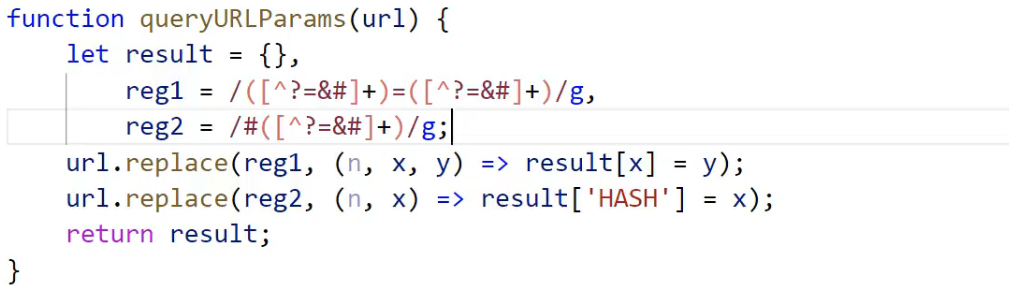 function queryURLParams(url) {
    let result = {},
        reg1 = /([^?=&#]+)=([^?=&#]+)/g,
        reg2 = /#([^?=&#]+)/g;
    url.replace(reg1, (n, x, y) => result[x] = y);
    url.replace(reg2, (n, x) => result['HASH'] = x);
    return result;
}